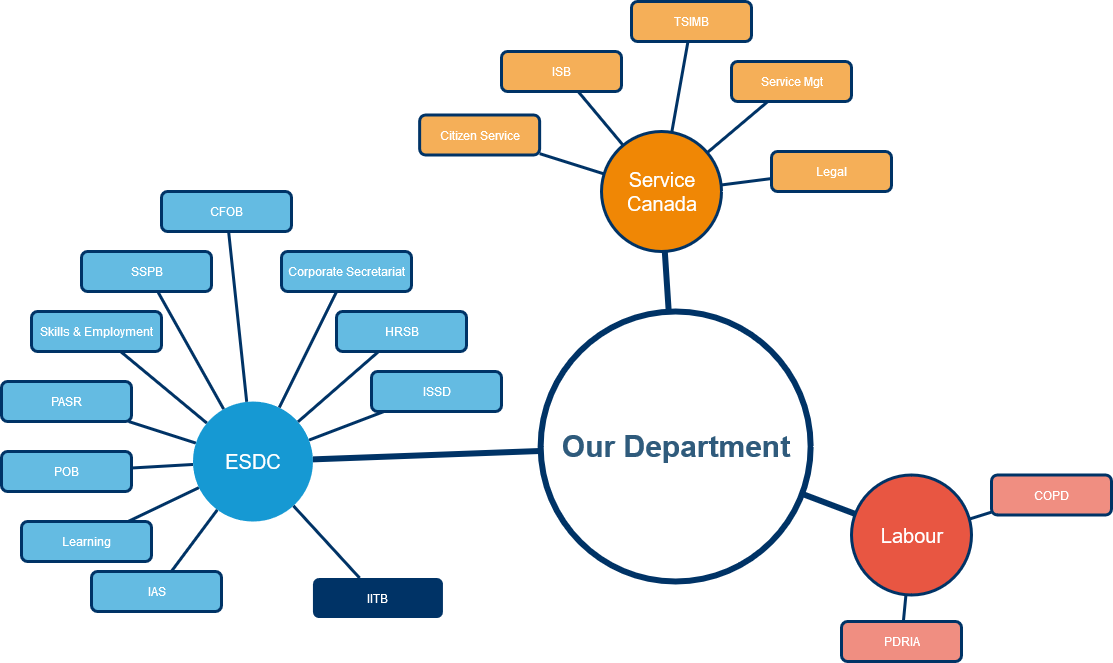 TSIMB
ISB
Service Mgt
Citizen Service
Legal
Service
Canada
CFOB
SSPB
Corporate Secretariat
Skills & Employment
HRSB
PASR
ISSD
ESDC
POB
Learning
IAS
IITB
Our Department
Labour
COPD
PDRIA